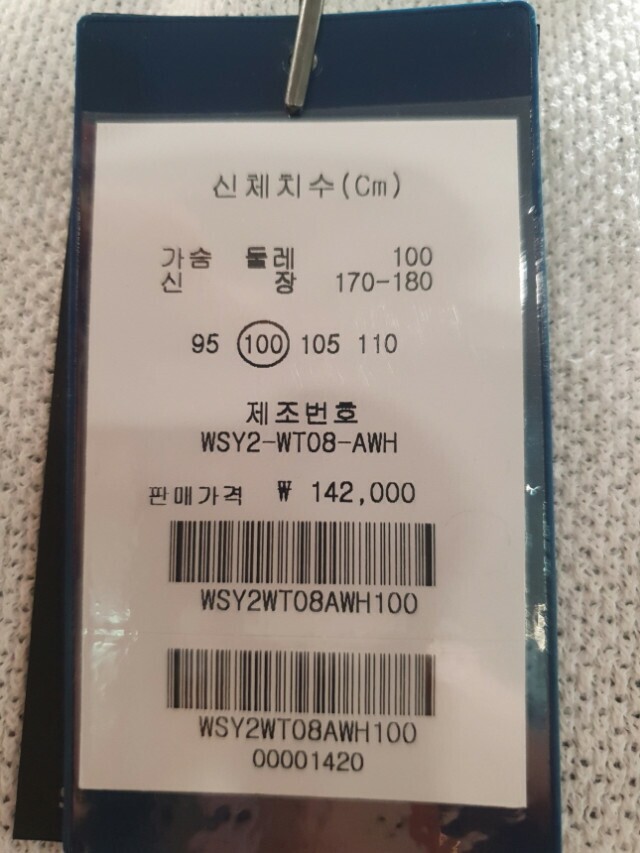 신체치수(Cm)
가슴 둘레 100
신 장 170-180
95 100 105 110
제조번호
WSY2-WT08-AWH
판매가격 ₩ 142,000
WSY2WT08AWH100
WSY2WT08AWH100
00001420